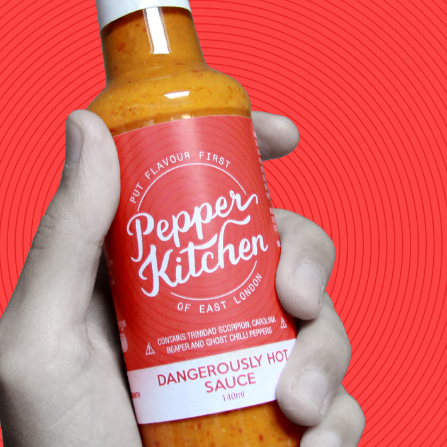 PUT FLAVOUR FIRST
Pepper
Kitchen
OF EAST LONDON
CONTAINS TRINIDAD SCORPION, CAROLINA
REAPER AND GHOST CHILLI PEPPERS
DANGEROUSLY HOT
SAUCE
140ml